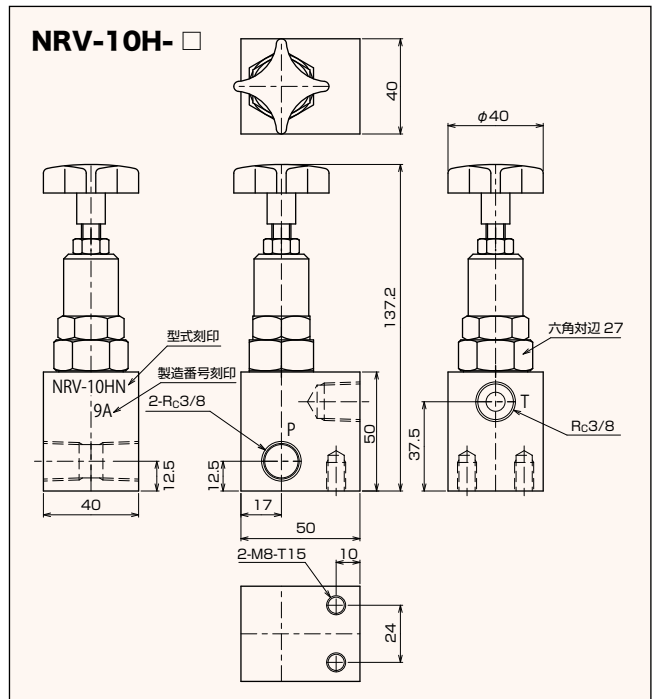 NRV-10H- □
40
φ40
137.2
型式刻印
六角対辺 27
NRV-10HN
製造番号刻印
9A
2-Rc3/8
P
T
Rc3/8
12.5
12.5
50
37.5
40
17
50
2-M8-T15
10
24